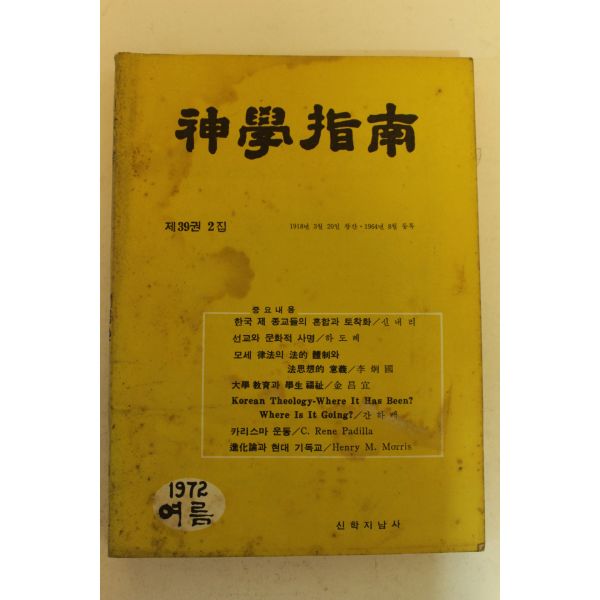 神學指南
제39권 2집
1918년 3월 20일 창간·1964년 8월 등록
중요내용
한국 제 종교들의 혼합과 토착화/신내리
선교와 문화적 사명/하도례
모세 律法의 法的 體制와
法思想的 意義/李炯國
大學 教育과 學生 福祉/金昌宜
Korean Theology-Where It Has Been?
Where Is It Going?/간하배
카리스마 운동/C. Rene Padilla
進化論과 현대 기독교/Henry M. Morris
1972
여름
신학지남사